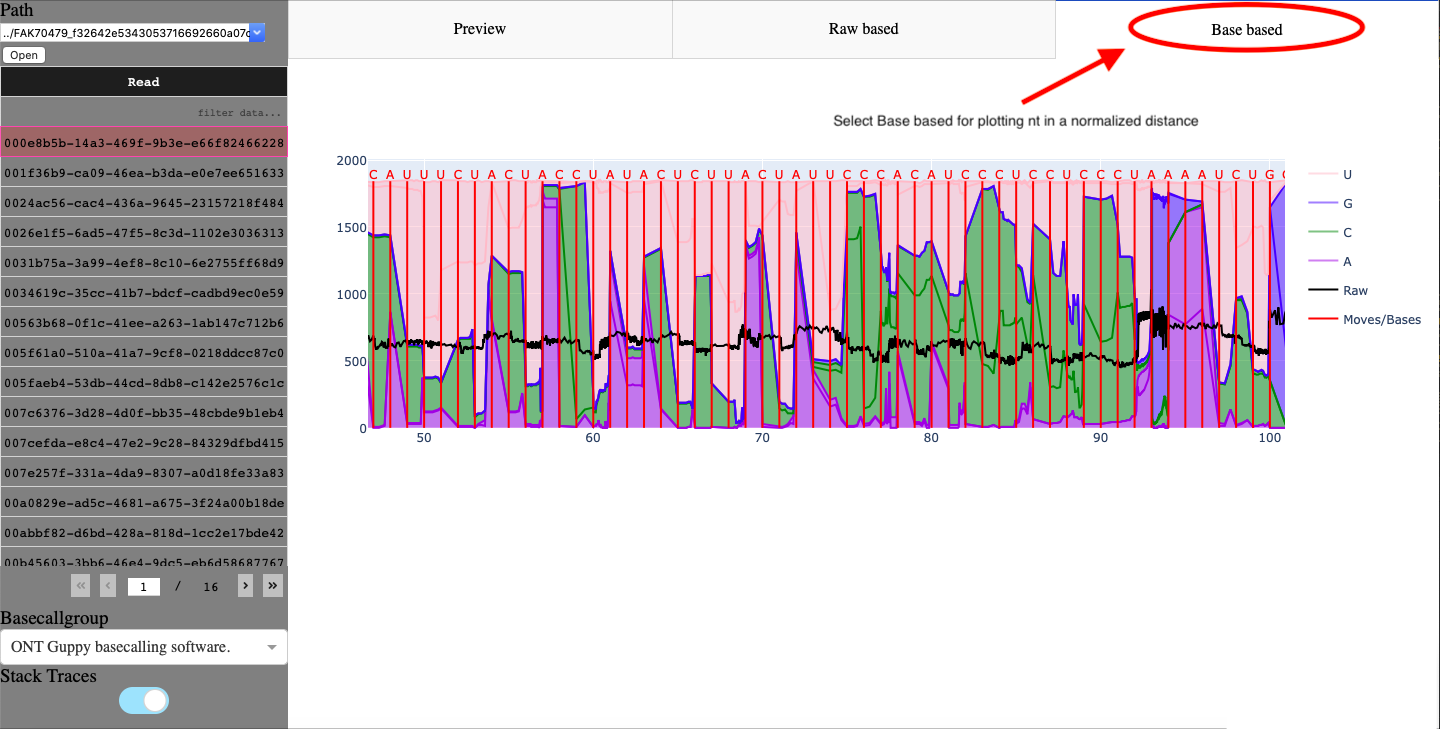 Path
../FAK70479_f32642e5343053716692660a07c
Open
Read
filter data...
000e8b5b-14a3-469f-9b3e-e66f82466228
001f36b9-ca09-46ea-b3da-e0e7ee651633
0024ac56-cac4-436a-9645-23157218f484
0026e1f5-6ad5-47f5-8c3d-1102e3036313
0031b75a-3a99-4ef8-8c10-6e2755ff68d9
0034619c-35cc-41b7-bdcf-cadbd9ec0e59
00563b68-0f1c-41ee-a263-1ab147c712b6
005f61a0-510a-41a7-9cf8-0218ddcc87c0
005faeb4-53db-44cd-8db8-c142e2576c1c
007c6376-3d28-4d0f-bb35-48cbde9b1eb4
007cefda-e8c4-47e2-9c28-84329dfbd415
007e257f-331a-4da9-8307-a0d18fe33a83
00a0829e-ad5c-4681-a675-3f24a00b18de
00abbf82-d6bd-428a-818d-1cc2e17bde42
00b45603-3bb6-46e4-9dc5-eb6d58687767
« ‹ 1 / 16 › »
Basecallgroup
ONT Guppy basecalling software.
Stack Traces
Preview
Raw based
Base based
Select Base based for plotting nt in a normalized distance
2000
1500
1000
500
0
C A U U U C U A C U A C C U A U A C U C U U A C U A U U C C C A C A U C C U C C U C C C U A A A A U C U G C
50 60 70 80 90 100
U
G
C
A
Raw
Moves/Bases